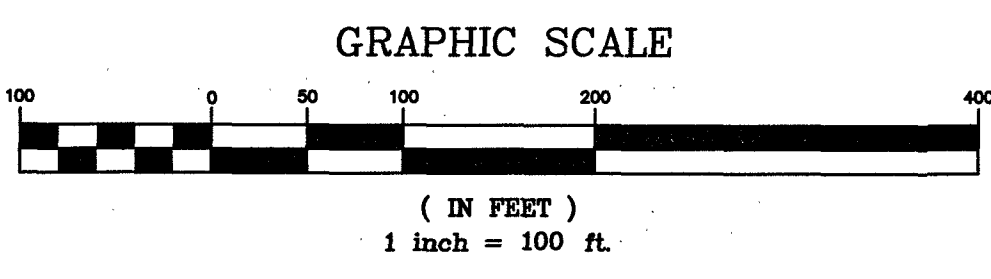 GRAPHIC SCALE
100 0 50 100 200 400
( IN FEET )
1 inch = 100 ft.